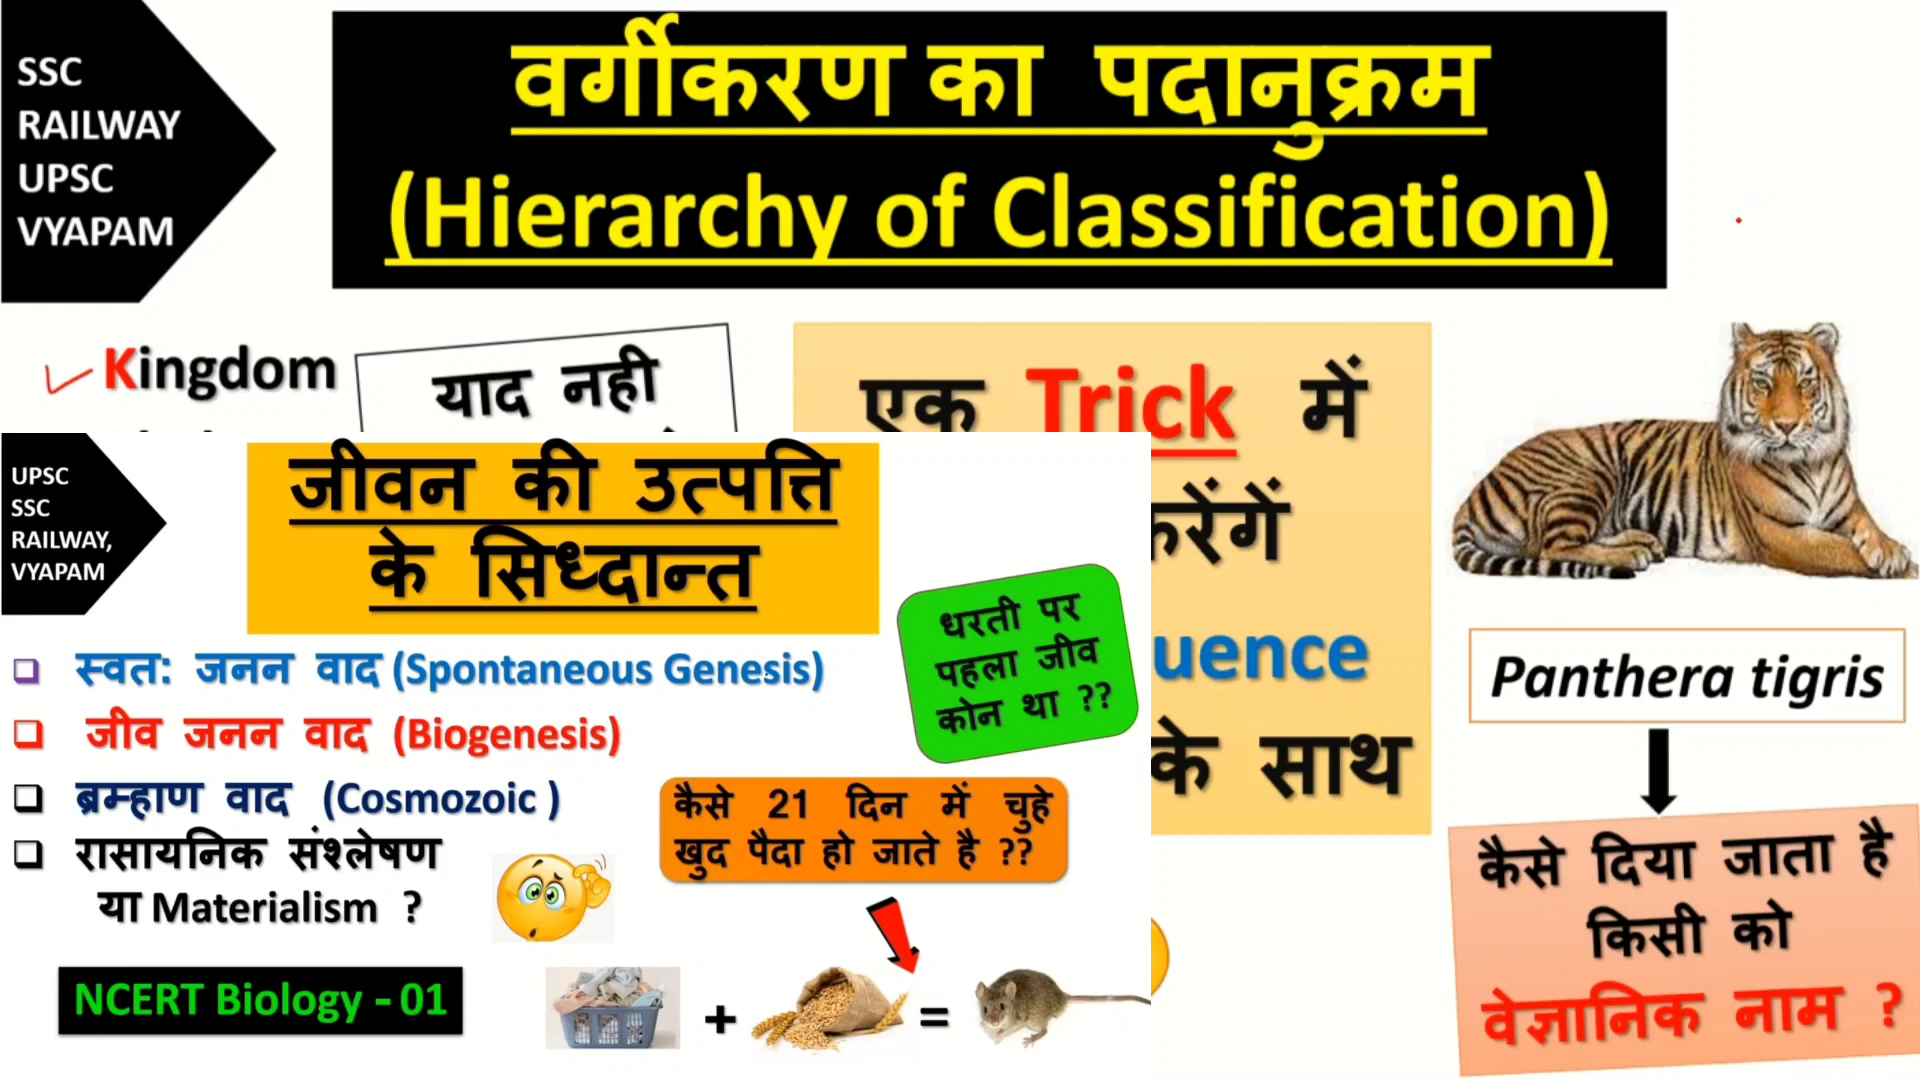 SSC
RAILWAY
UPSC
VYAPAM
वर्गीकरण का पदानुक्रम
(Hierarchy of Classification)
Kingdom
याद नही
एक Trick में
करेंगें
uence
के साथ
Panthera tigris
कैसे दिया जाता है
किसी को
वेज्ञानिक नाम ?
UPSC
SSC
RAILWAY,
VYAPAM
जीवन की उत्पत्ति
के सिध्दान्त
धरती पर
पहला जीव
कोन था ??
स्वत: जनन वाद (Spontaneous Genesis)
जीव जनन वाद (Biogenesis)
ब्रम्हाण वाद (Cosmozoic )
रासायनिक संश्लेषण
या Materialism ?
कैसे 21 दिन में चुहे
खुद पैदा हो जाते है ??
NCERT Biology - 01
+
=